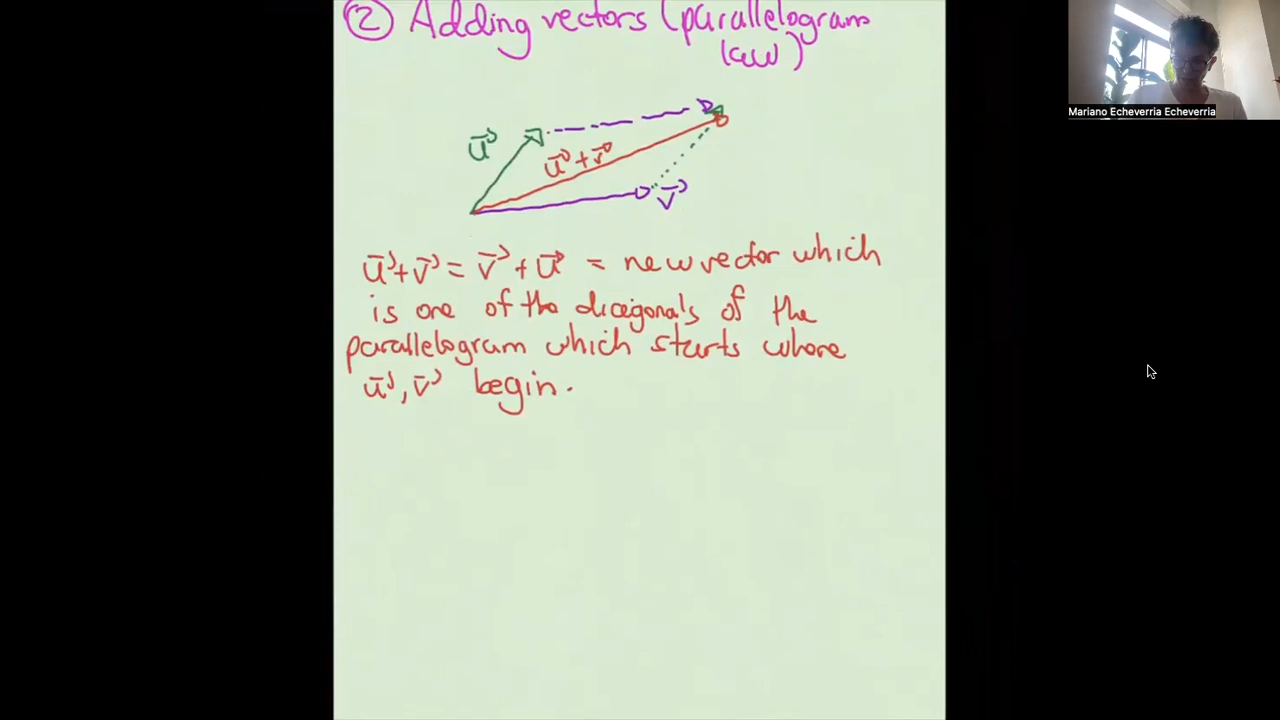 ② Adding vectors (parallelogram
law)
Mariano Echeverria Echeverria
u⃗
u⃗+v⃗
v⃗
u⃗+v⃗ = v⃗+u⃗ = new vector which
is one of the diagonals of the
parallelogram which starts where
u⃗, v⃗ begin.